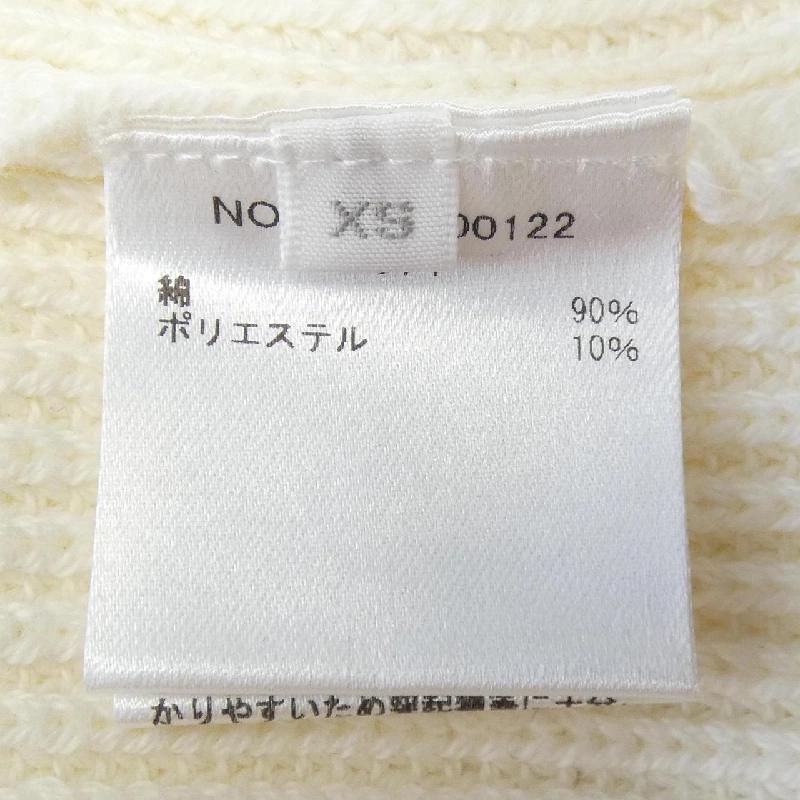 XS
NO
00122
綿 90%
ポリエステル 10%
かりやすいため